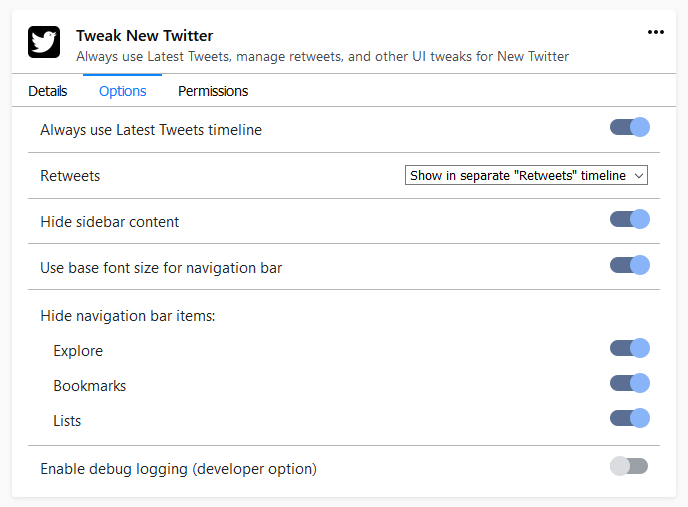 Tweak New Twitter
Always use Latest Tweets, manage retweets, and other UI tweaks for New Twitter
Details Options Permissions
Always use Latest Tweets timeline
Retweets Show in separate "Retweets" timeline
Hide sidebar content
Use base font size for navigation bar
Hide navigation bar items:
Explore
Bookmarks
Lists
Enable debug logging (developer option)